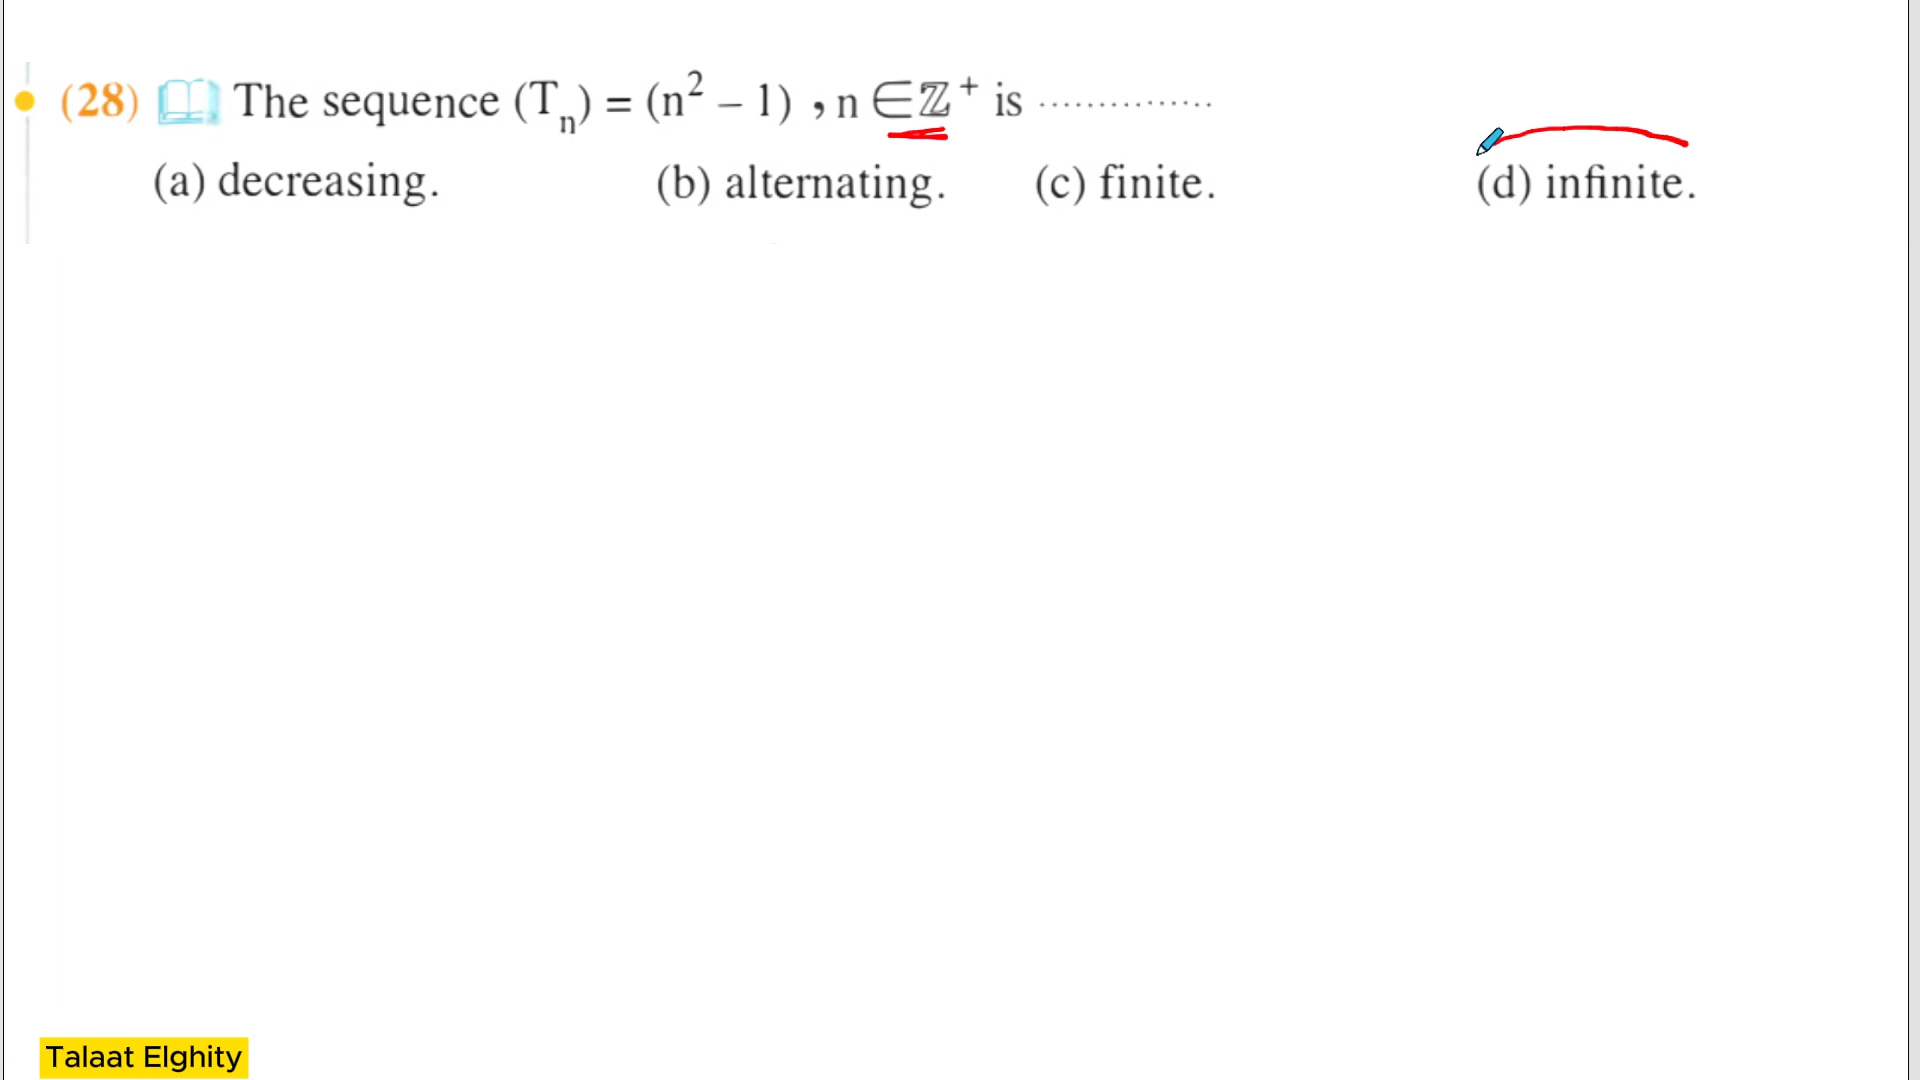 (28) The sequence (Tₙ) = (n² – 1) , n ∈ ℤ⁺ is ...............
(a) decreasing. (b) alternating. (c) finite. (d) infinite.
Talaat Elghity